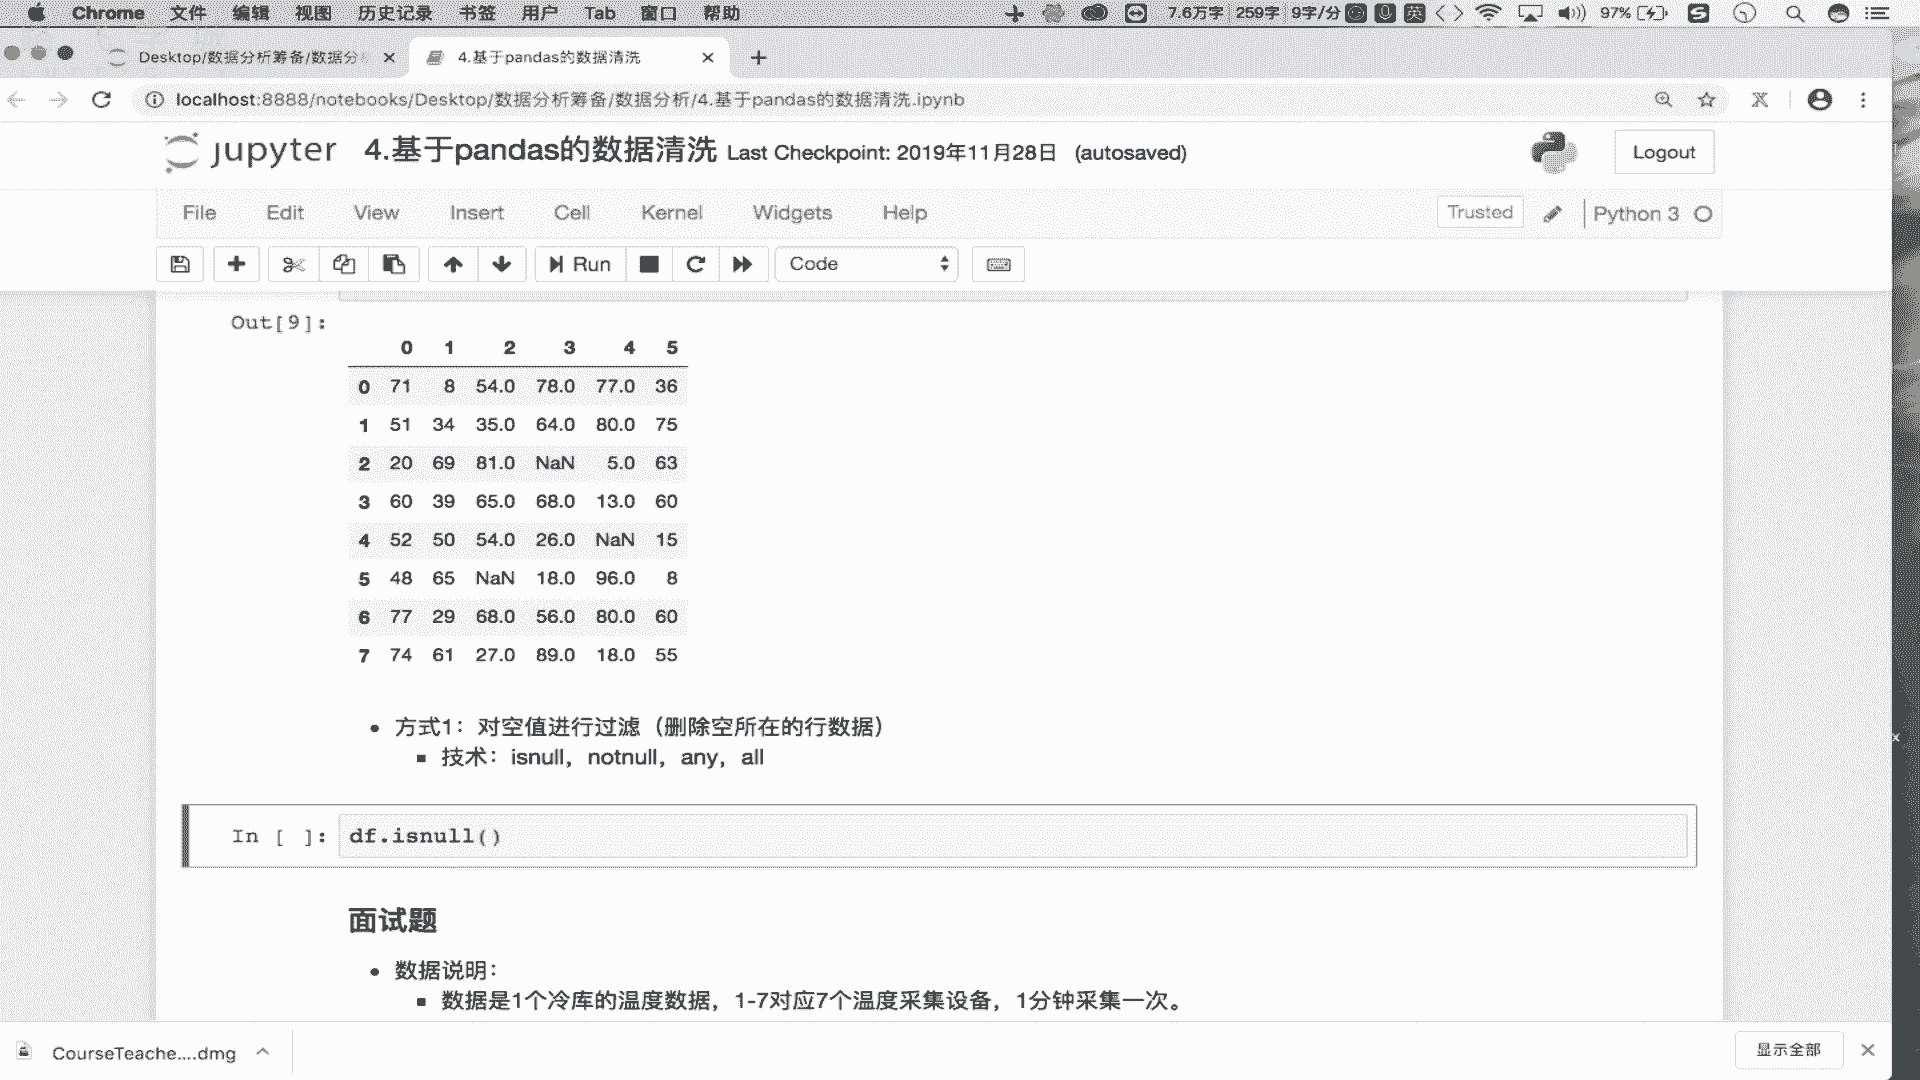 Chrome 文件 编辑 视图 历史记录 书签 用户 Tab 窗口 帮助 7.6万字 259字 9字/分 英 97%
Desktop/数据分析筹备/数据分 4.基于pandas的数据清洗
localhost:8888/notebooks/Desktop/数据分析筹备/数据分析/4.基于pandas的数据清洗.ipynb
jupyter 4.基于pandas的数据清洗 Last Checkpoint: 2019年11月28日 (autosaved) Logout
File Edit View Insert Cell Kernel Widgets Help Trusted Python 3
Run Code
Out[9]:
0 1 2 3 4 5
0 71 8 54.0 78.0 77.0 36
1 51 34 35.0 64.0 80.0 75
2 20 69 81.0 NaN 5.0 63
3 60 39 65.0 68.0 13.0 60
4 52 50 54.0 26.0 NaN 15
5 48 65 NaN 18.0 96.0 8
6 77 29 68.0 56.0 80.0 60
7 74 61 27.0 89.0 18.0 55
方式1：对空值进行过滤（删除空所在的行数据）
技术：isnull，notnull，any，all
In [ ]: df.isnull()
面试题
数据说明：
数据是1个冷库的温度数据，1-7对应7个温度采集设备，1分钟采集一次。
CourseTeache....dmg 显示全部